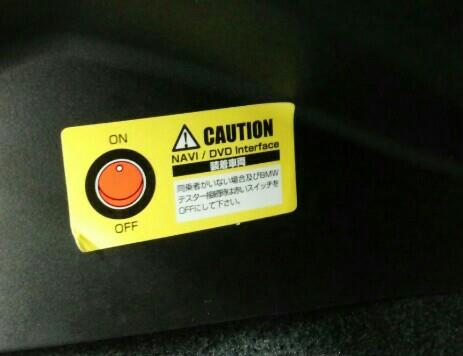 ON
OFF
CAUTION
NAVI / DVD Interface
装着車両
同乗者がいない場合及びBMW
テスター接続時は赤いスイッチを
OFFにして下さい。